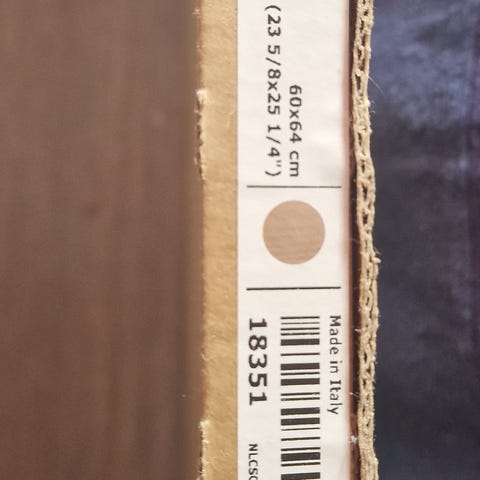 60x64 cm
(23 5/8x25 1/4")
Made in Italy
18351